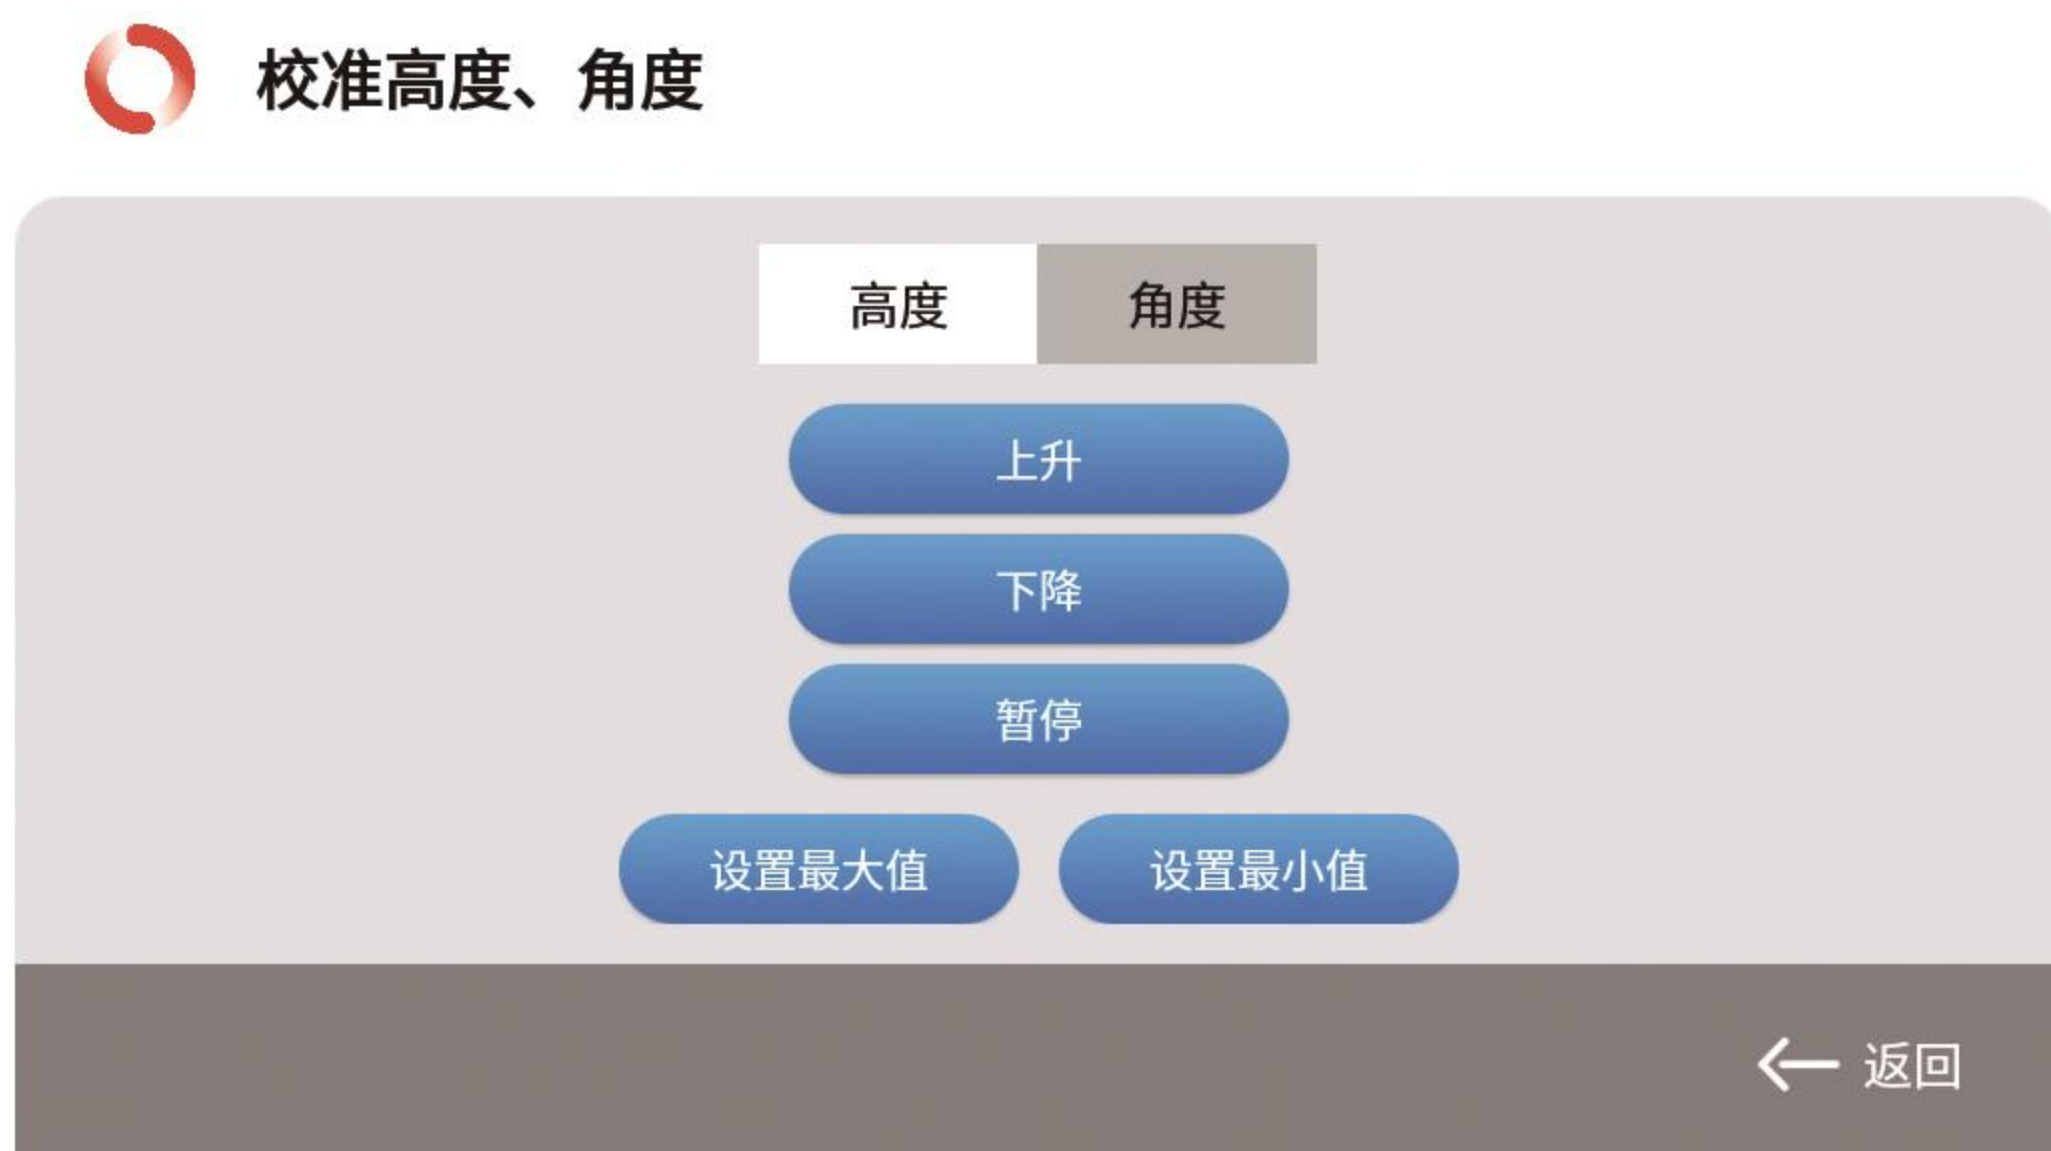 校准高度、角度
高度 角度
上升
下降
暂停
设置最大值 设置最小值
返回